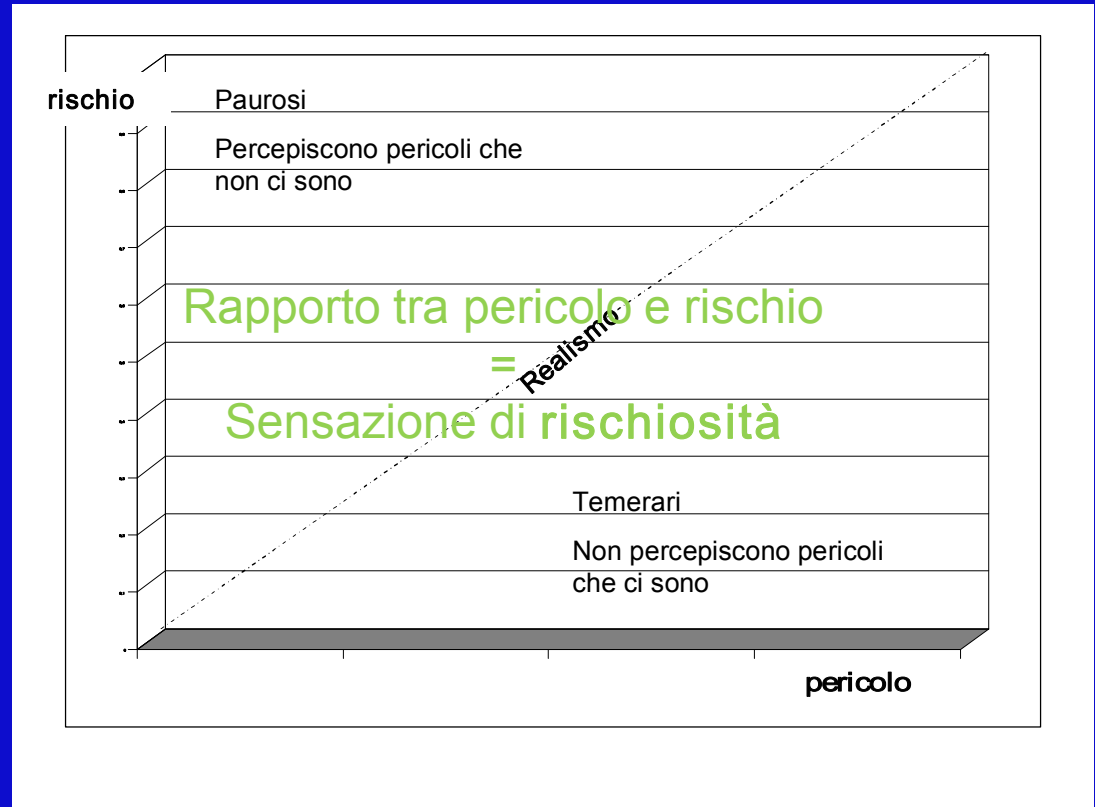 rischio
Paurosi
Percepiscono pericoli che
non ci sono
Rapporto tra pericolo e rischio
=
Sensazione di rischiosità
Realismo
Temerari
Non percepiscono pericoli
che ci sono
pericolo